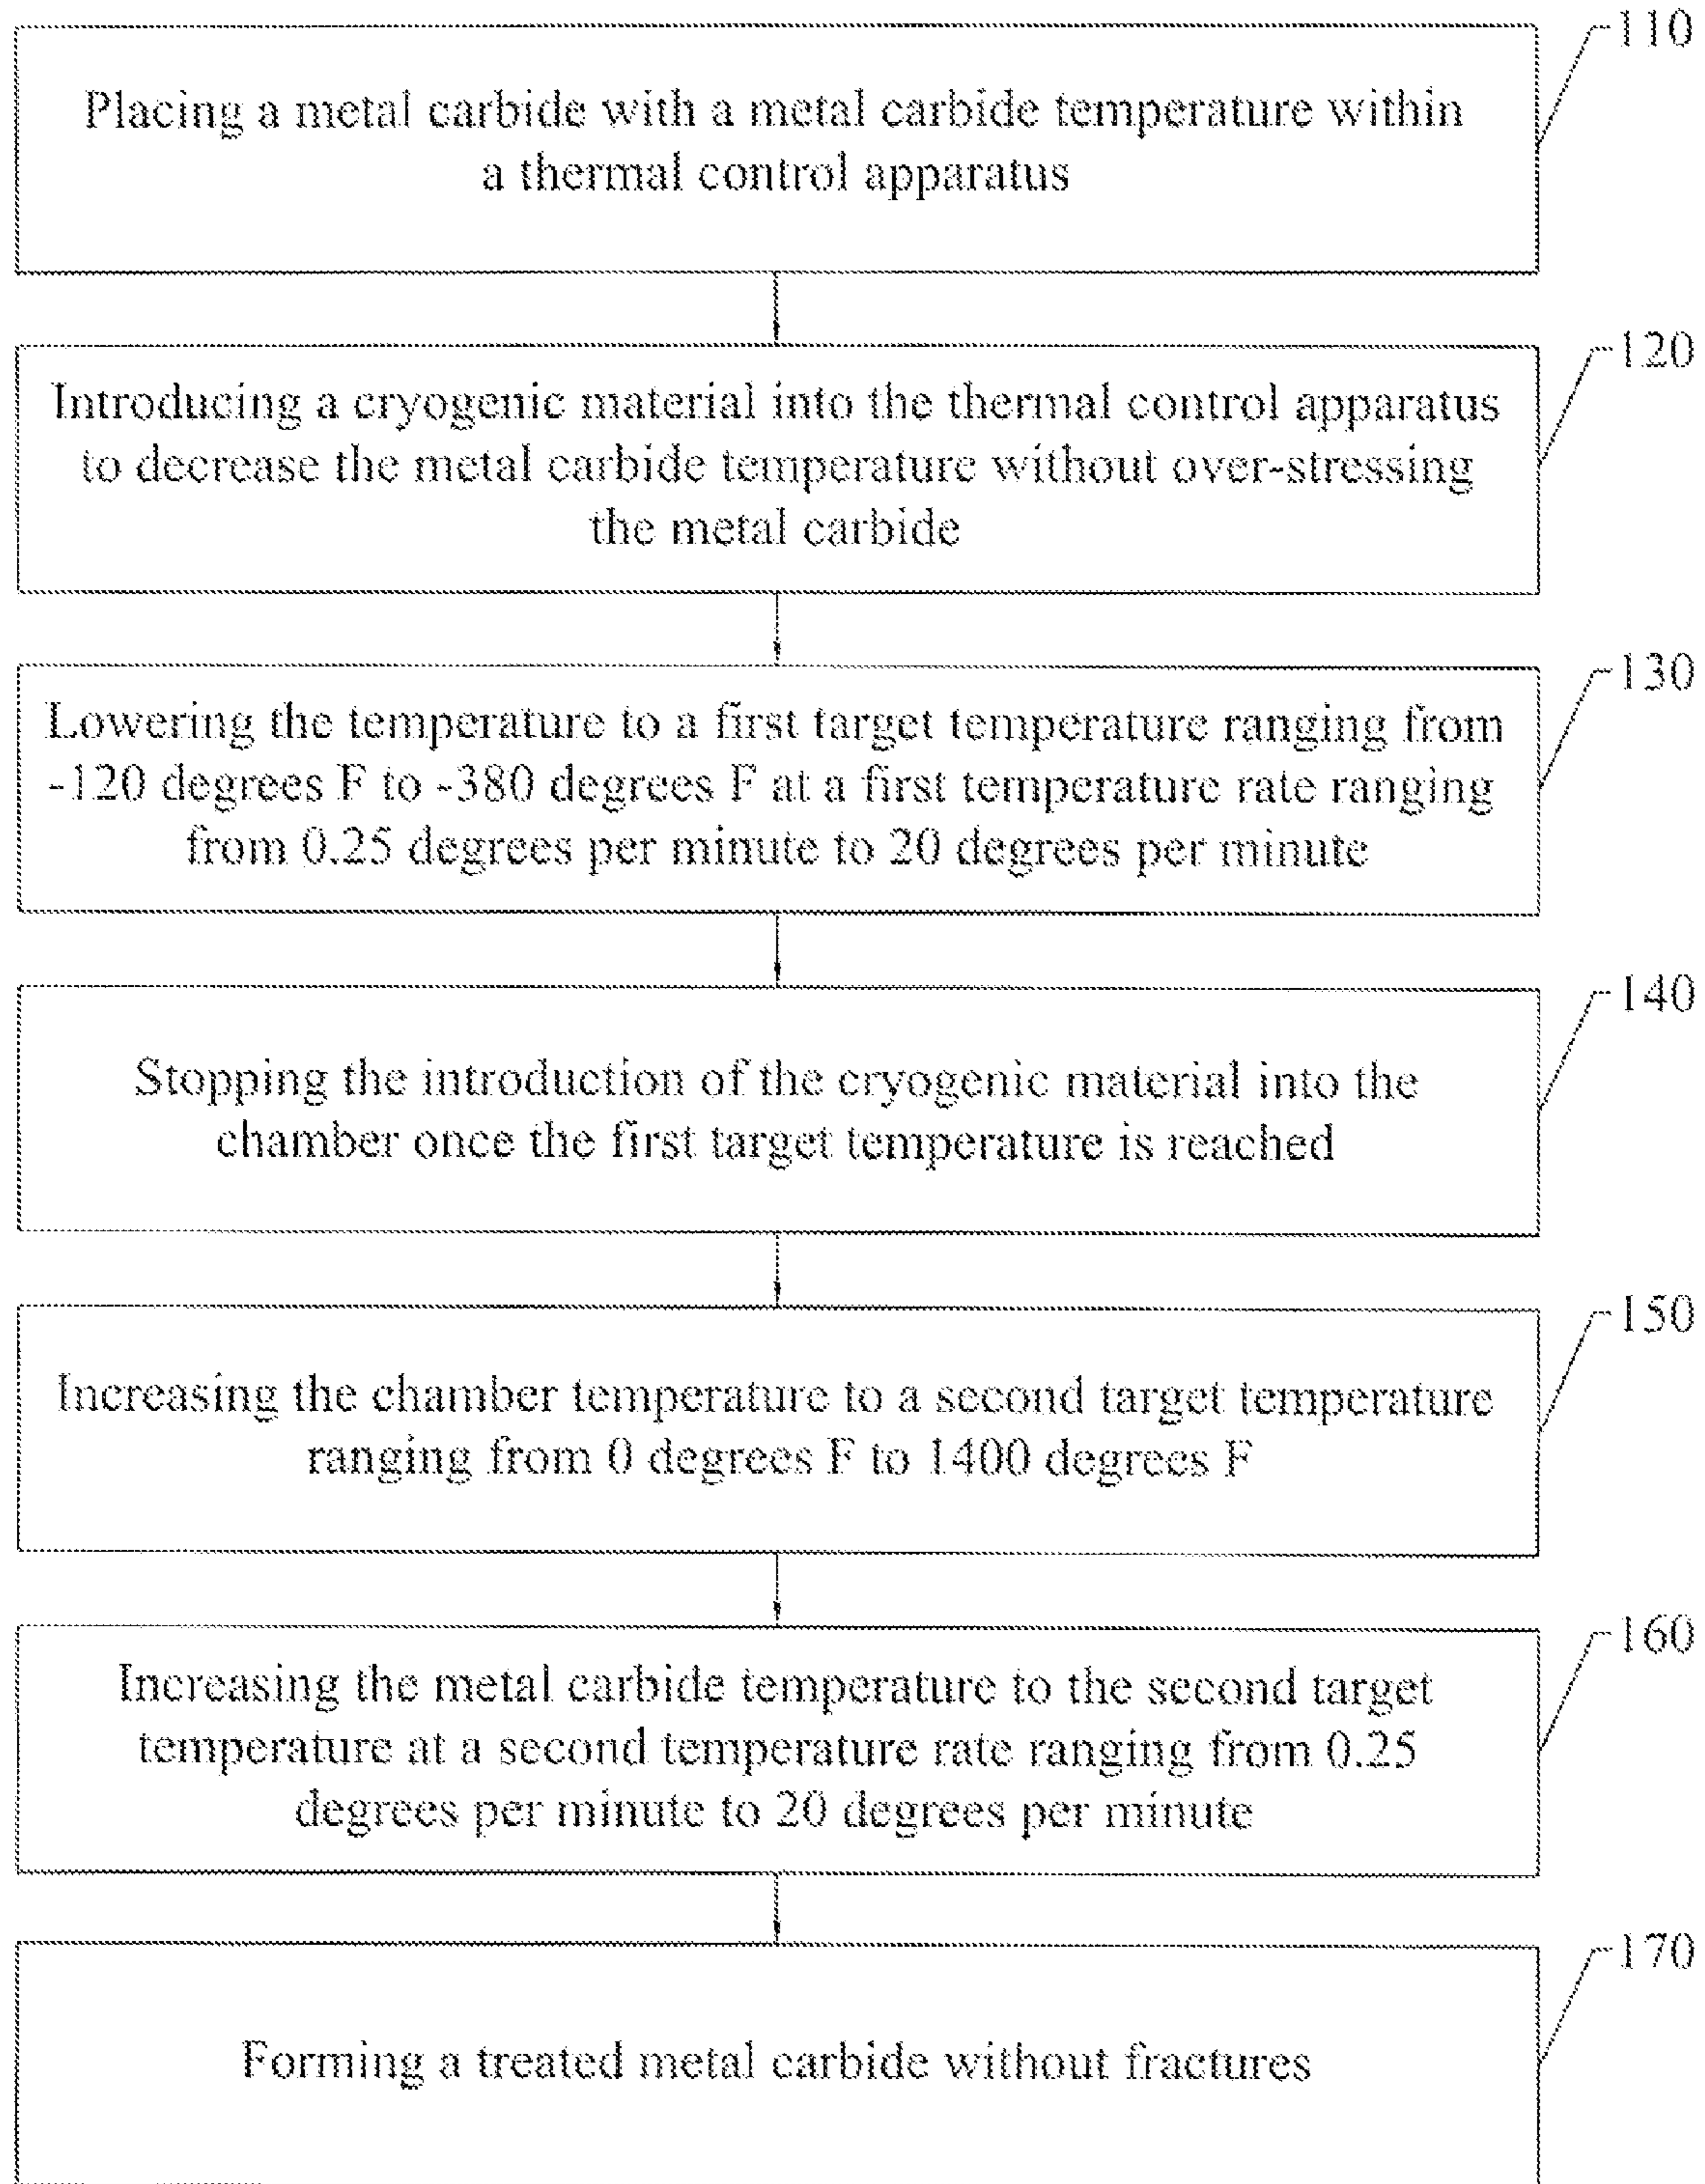 110
Placing a metal carbide with a metal carbide temperature within
a thermal control apparatus
120
Introducing a cryogenic material into the thermal control apparatus
to decrease the metal carbide temperature without over-stressing
the metal carbide
130
Lowering the temperature to a first target temperature ranging from
-120 degrees F to -380 degrees F at a first temperature rate ranging
from 0.25 degrees per minute to 20 degrees per minute
140
Stopping the introduction of the cryogenic material into the
chamber once the first target temperature is reached
150
Increasing the chamber temperature to a second target temperature
ranging from 0 degrees F to 1400 degrees F
160
Increasing the metal carbide temperature to the second target
temperature at a second temperature rate ranging from 0.25
degrees per minute to 20 degrees per minute
170
Forming a treated metal carbide without fractures